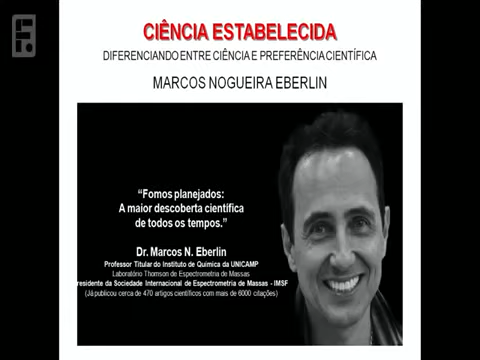 CIÊNCIA ESTABELECIDA
DIFERENCIANDO ENTRE CIÊNCIA E PREFERÊNCIA CIENTÍFICA
MARCOS NOGUEIRA EBERLIN
“Fomos planejados:
A maior descoberta científica
de todos os tempos.”
Dr. Marcos N. Eberlin
Professor Titular do Instituto de Química da UNICAMP
Laboratório Thomson de Espectrometria de Massas
residente da Sociedade Internacional de Espectrometria de Massas - IMSF
(Já publicou cerca de 470 artigos científicos com mais de 6000 citações)